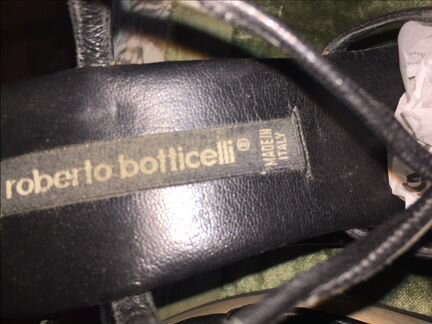 roberto botticelli ®
MADE IN
ITALY